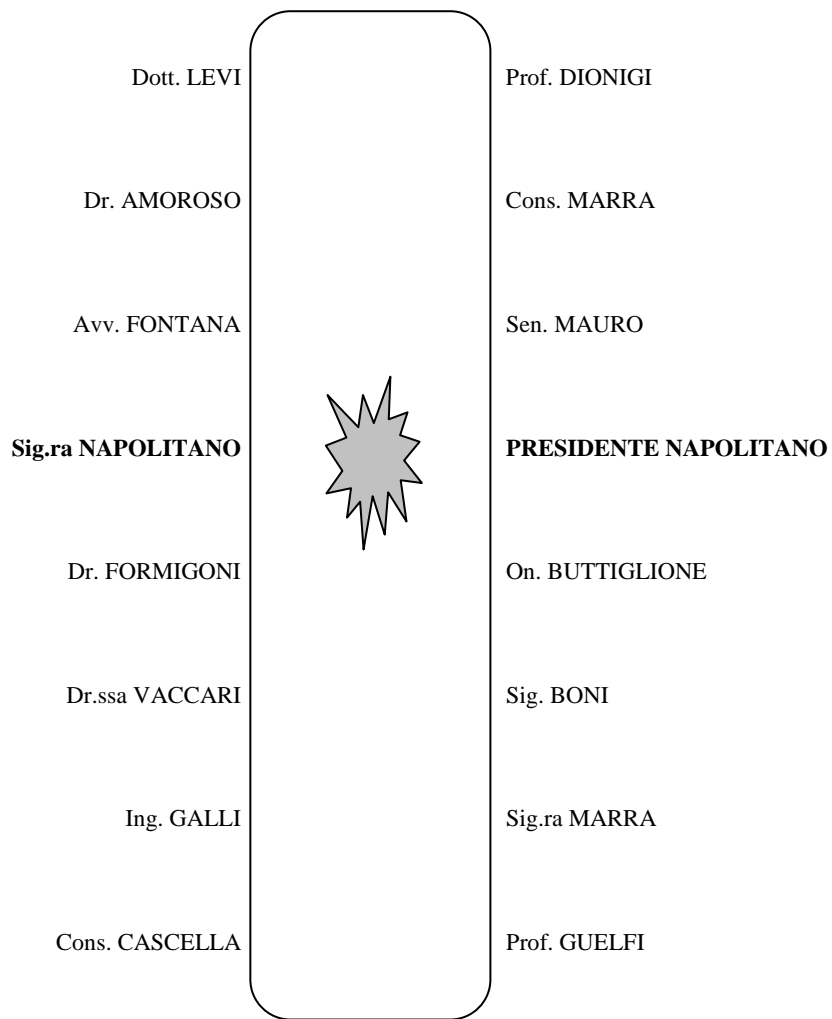 Dott. LEVI Prof. DIONIGI
Dr. AMOROSO Cons. MARRA
Avv. FONTANA Sen. MAURO
Sig.ra NAPOLITANO PRESIDENTE NAPOLITANO
Dr. FORMIGONI On. BUTTIGLIONE
Dr.ssa VACCARI Sig. BONI
Ing. GALLI Sig.ra MARRA
Cons. CASCELLA Prof. GUELFI